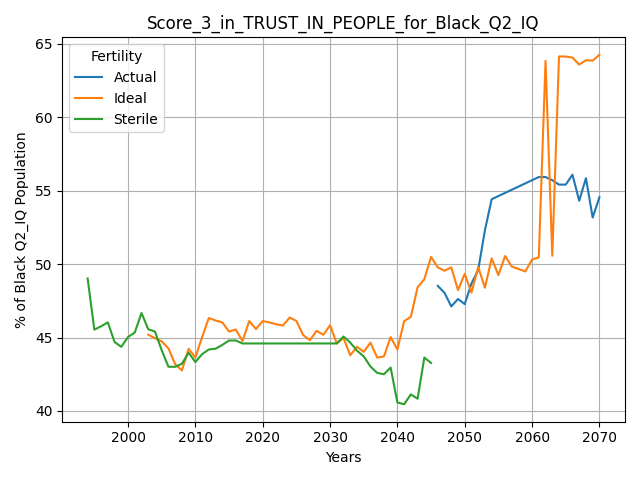 Score_3_in_TRUST_IN_PEOPLE_for_Black_Q2_IQ
65
60
55
50
45
40
% of Black Q2_IQ Population
Fertility
Actual
Ideal
Sterile
2000
2010
2020
2030
2040
2050
2060
2070
Years